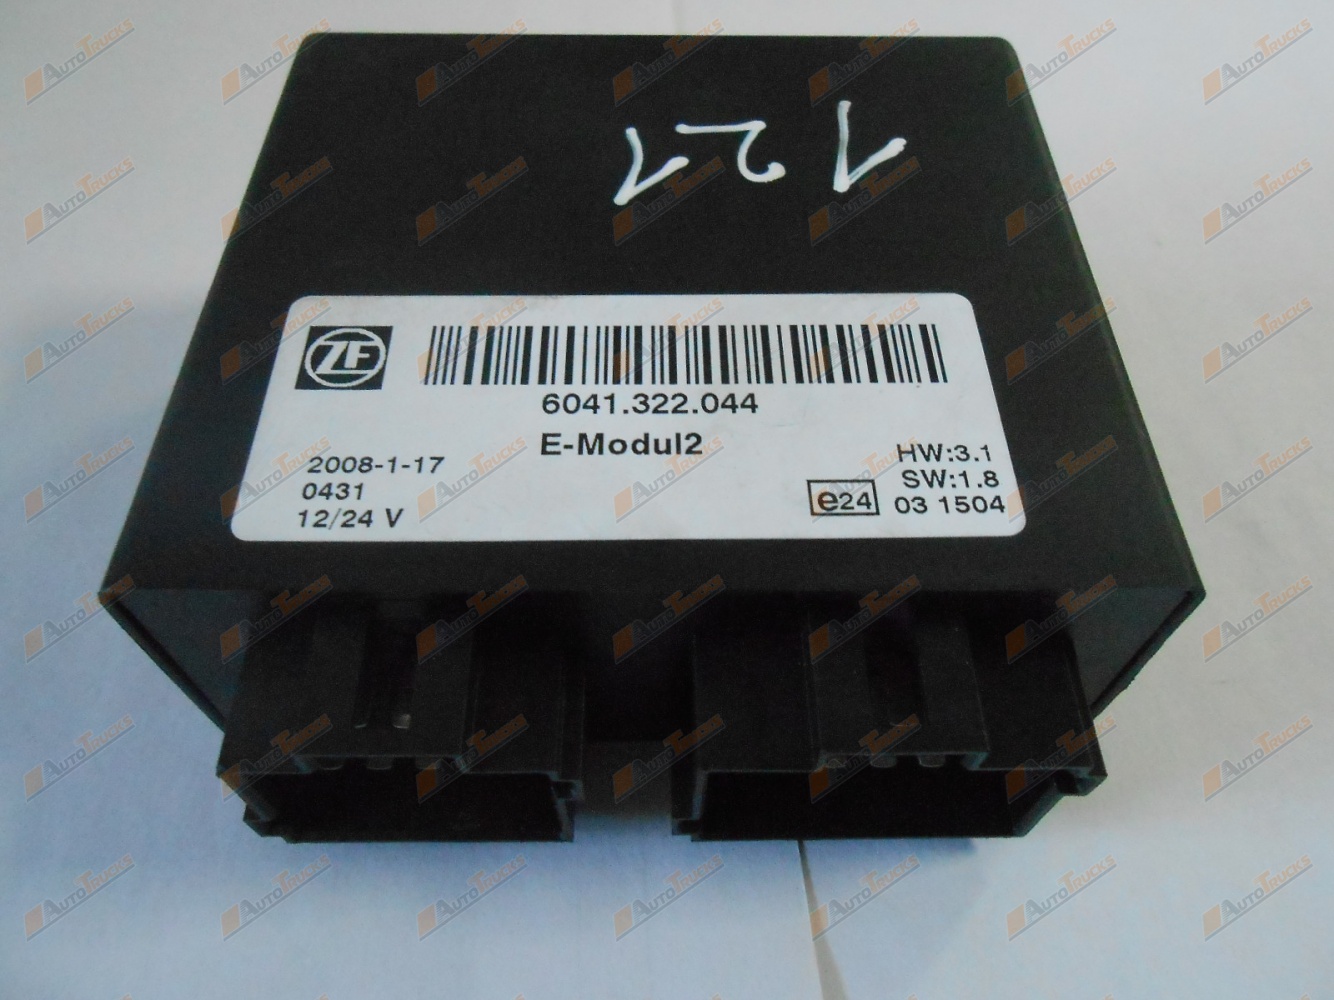 121
ZF
6041.322.044
E-Modul2
2008-1-17
0431
12/24 V
HW:3.1
SW:1.8
e24 03 1504
AutoTrucks